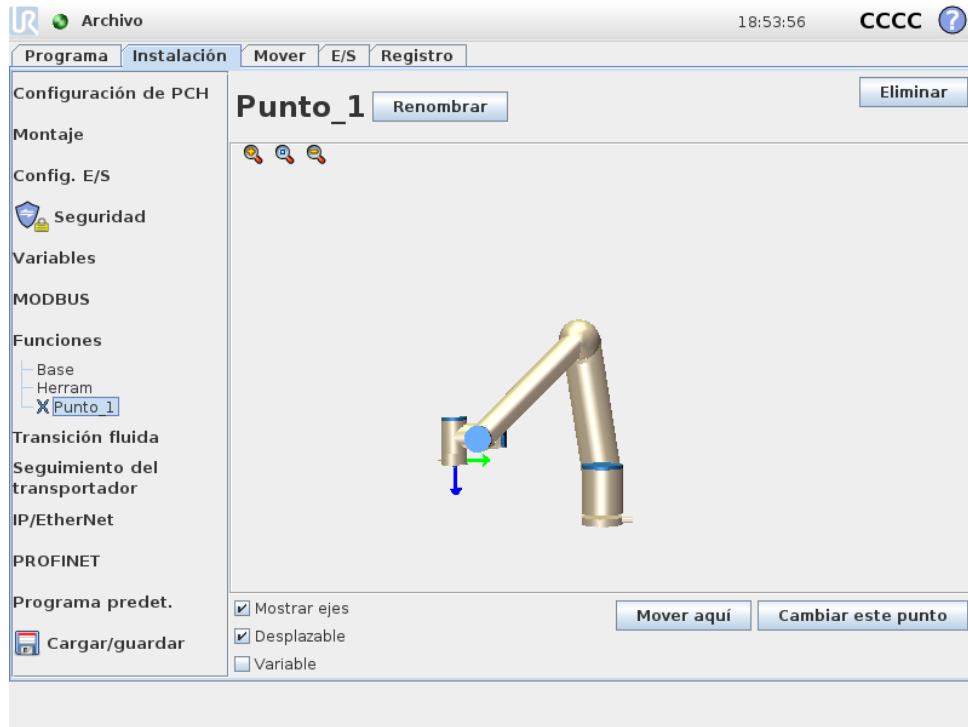 UR Archivo 18:53:56 CCCC ?
Programa Instalación Mover E/S Registro
Configuración de PCH
Montaje
Config. E/S
Seguridad
Variables
MODBUS
Funciones
Base
Herram
Punto_1
Transición fluida
Seguimiento del
transportador
IP/EtherNet
PROFINET
Programa predet.
Cargar/guardar
Punto_1 Renombrar Eliminar
Mostrar ejes
Desplazable
Variable
Mover aquí Cambiar este punto